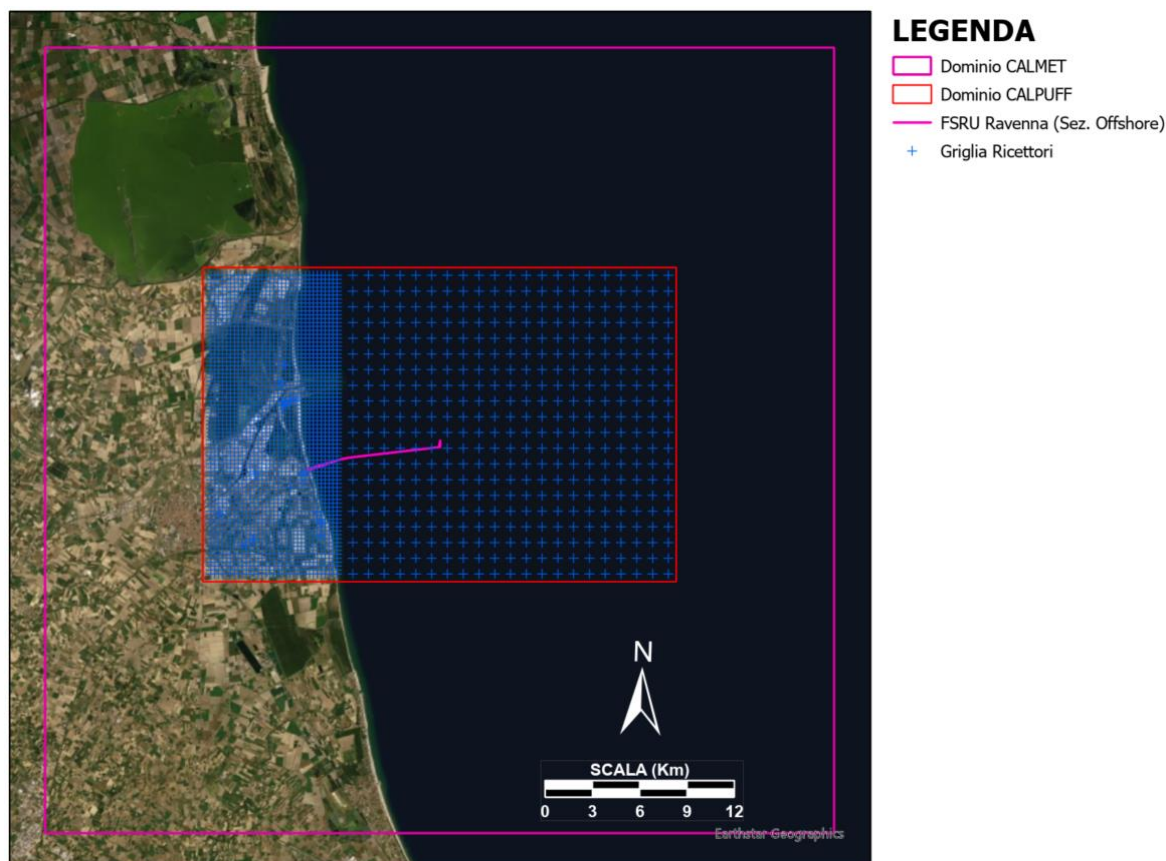 LEGENDA
Dominio CALMET
Dominio CALPUFF
FSRU Ravenna (Sez. Offshore)
Griglia Ricettori
N
SCALA (Km)
0 3 6 9 12
Earthstar Geographics